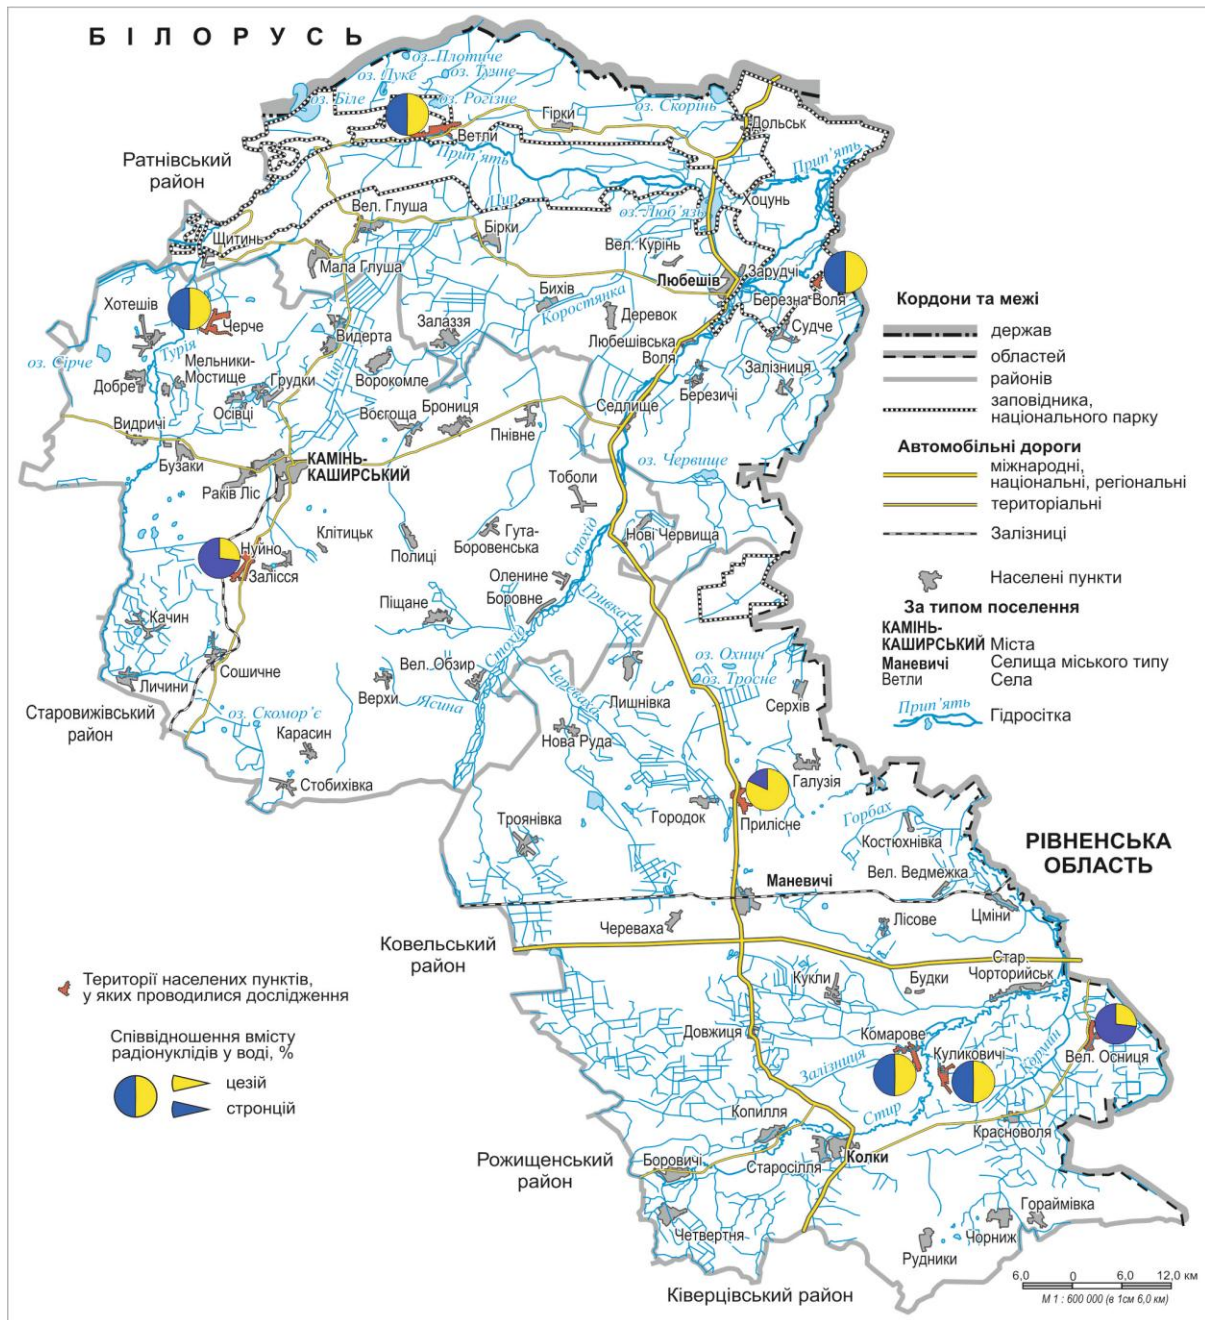 БІЛОРУСЬ
оз. Плотиче
оз. Луке
оз. Тучне
оз. Біле
оз. Рогізне
оз. Скорінь
Гірки
Дольськ
Ветли
Ратнівський
район
Прип'ять
Прип'ять
Цир
Хоцунь
оз. Люб'язь
Вел. Глуша
Щитинь
Бірки
Вел. Курінь
Мала Глуша
Любешів
Зарудчі
Хотешів
Бихів
Березна Воля
Коростянка
Черче
Деревок
Судче
Видерта
Залаззя
Любешівська
Воля
Турія
оз. Сірче
Мельники-
Мостище
Цир
Залізниця
Добре
Грудки
Ворокомле
Березичі
Осівці
Воєгоща
Брониця
Седлище
Видричі
Пнівне
Бузаки
КАМІНЬ-
КАШИРСЬКИЙ
оз. Червище
Раків Ліс
Тоболи
Клітицьк
Гута-
Боровенська
Стохід
Нові Червища
Полиці
Нуйно
Залісся
Оленине
Боровне
Гривка
Піщане
Качин
Стохід
оз. Охнич
Сошичне
Вел. Обзир
Череваха
оз. Тросне
Личини
Верхи
Ясина
Лишнівка
Серхів
Старовижівський
район
оз. Скомор'є
Карасин
Нова Руда
Стобихівка
Галузія
Городок
Прилісне
Горбах
Троянівка
Костюхнівка
РІВНЕНСЬКА
ОБЛАСТЬ
Вел. Ведмежка
Маневичі
Цміни
Череваха
Лісове
Ковельський
район
Стар.
Чорторийськ
Кукли
Будки
Довжиця
Комарове
Куликовичі
Кормин
Вел. Осниця
Залізниця
Стир
Копилля
Красноволя
Рожищенський
район
Боровичі
Старосілля
Колки
Гораймівка
Четвертня
Чорниж
Рудники
Ківерцівський район
Кордони та межі
держав
областей
районів
заповідника,
національного парку
Автомобільні дороги
міжнародні,
національні, регіональні
територіальні
Залізниці
Населені пункти
За типом поселення
КАМІНЬ-
КАШИРСЬКИЙ Міста
Маневичі Селища міського типу
Ветли Села
Прип'ять Гідросітка
Території населених пунктів,
у яких проводилися дослідження
Співвідношення вмісту
радіонуклідів у воді, %
цезій
стронцій
6,0 0 6,0 12,0 км
М 1 : 600 000 (в 1см 6,0 км)